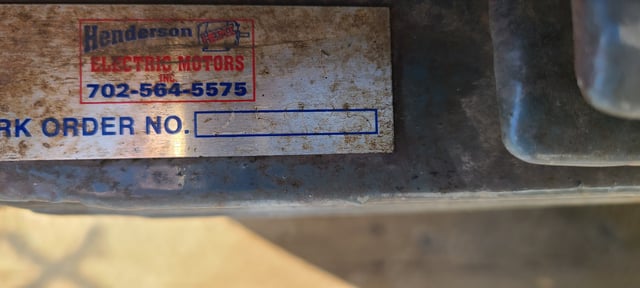 Henderson
ELECTRIC MOTORS
INC
702-564-5575
RK ORDER NO.